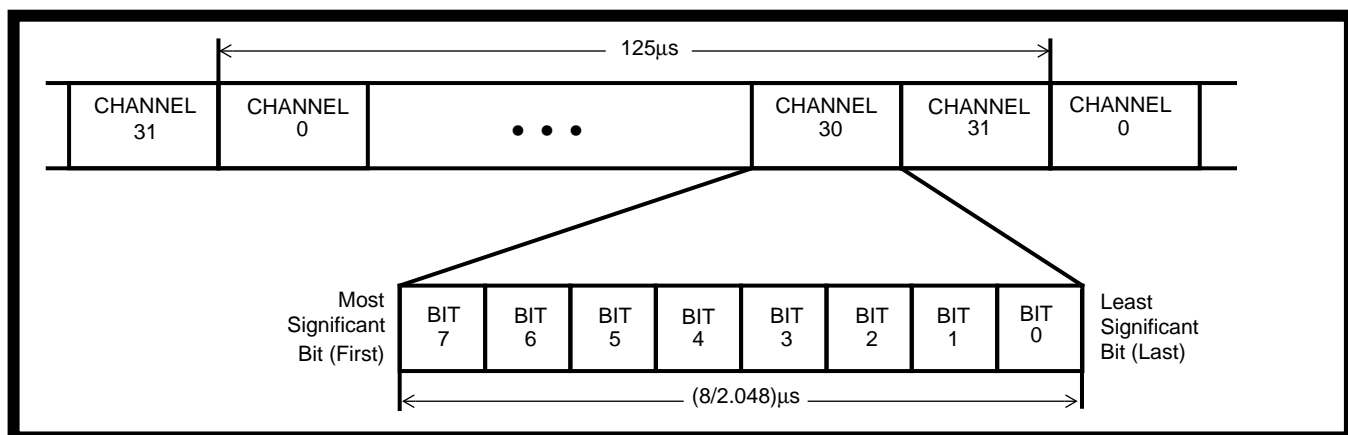 125μs
CHANNEL
31
CHANNEL
0
• • •
CHANNEL
30
CHANNEL
31
CHANNEL
0
Most
Significant
Bit (First)
BIT
7
BIT
6
BIT
5
BIT
4
BIT
3
BIT
2
BIT
1
BIT
0
Least
Significant
Bit (Last)
(8/2.048)μs